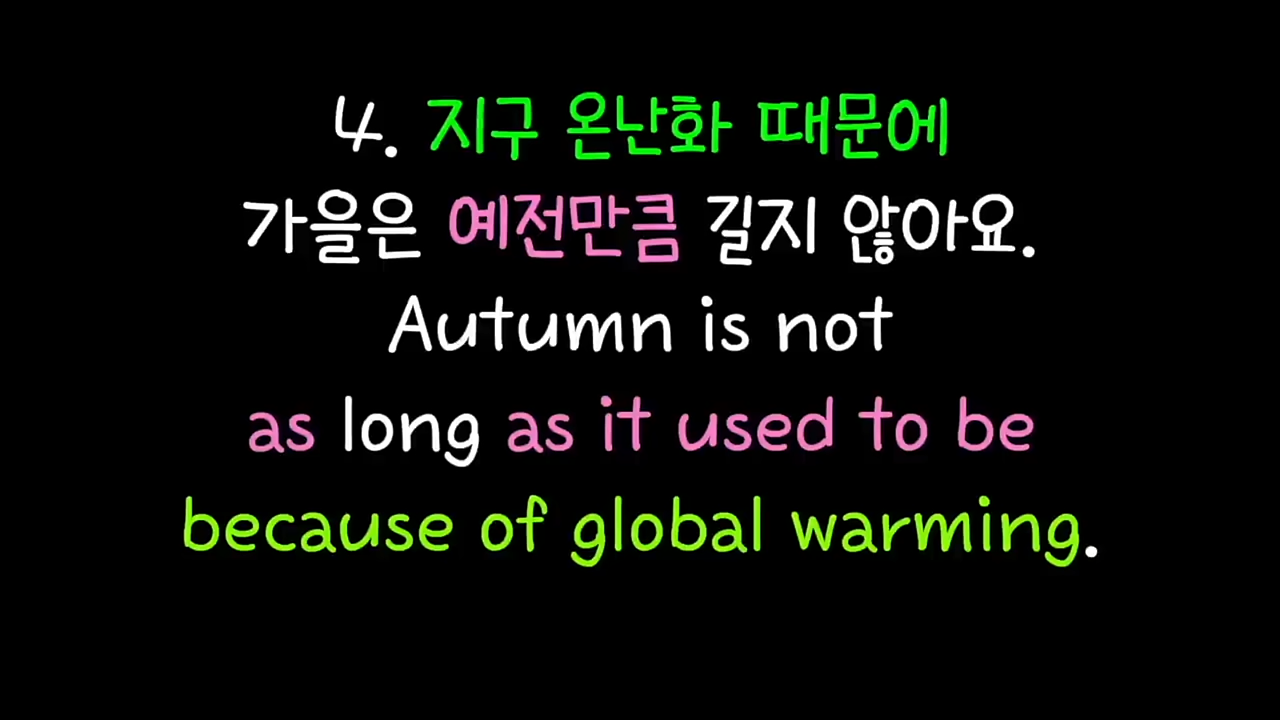 4. 지구 온난화 때문에
가을은 예전만큼 길지 않아요.
Autumn is not
as long as it used to be
because of global warming.